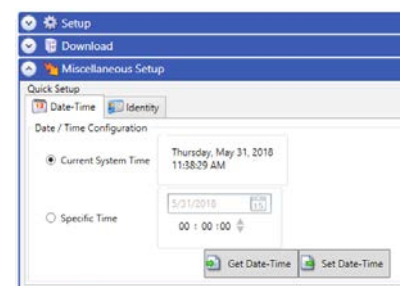 Setup
Download
Miscellaneous Setup
Quick Setup
Date-Time Identity
Date / Time Configuration
Current System Time
Thursday, May 31, 2018
11:38:29 AM
Specific Time
5/31/2018
00 : 00 :00
Get Date-Time Set Date-Time